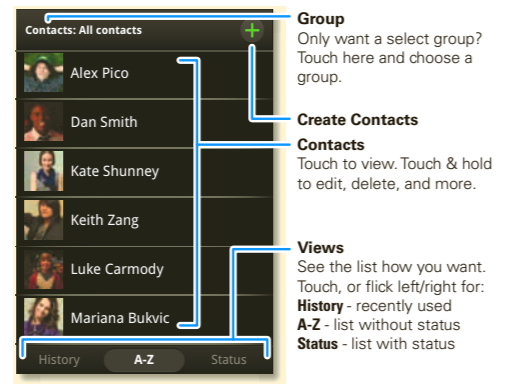 Contacts: All contacts
Alex Pico
Dan Smith
Kate Shunney
Keith Zang
Luke Carmody
Mariana Bukvic
History A-Z Status
Group
Only want a select group?
Touch here and choose a
group.
Create Contacts
Contacts
Touch to view. Touch & hold
to edit, delete, and more.
Views
See the list how you want.
Touch, or flick left/right for:
History - recently used
A-Z - list without status
Status - list with status